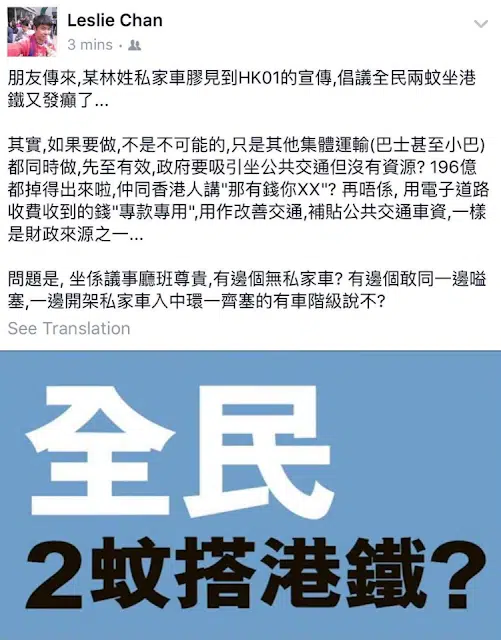 Leslie Chan
3 mins ·
朋友傳來,某林姓私家車膠見到HK01的宣傳,倡議全民兩蚊坐港
鐵又發癲了...
其實,如果要做,不是不可能的,只是其他集體運輸(巴士甚至小巴)
都同時做,先至有效,政府要吸引坐公共交通但沒有資源? 196億
都掉得出來啦,仲同香港人講"那有錢你XX"? 再唔係, 用電子道路
收費收到的錢"專款專用",用作改善交通,補貼公共交通車資,一樣
是財政來源之一...
問題是, 坐係議事廳班尊貴,有邊個無私家車? 有邊個敢同一邊嗌
塞,一邊開架私家車入中環一齊塞的有車階級說不?
See Translation
全民
2蚊搭港鐵?